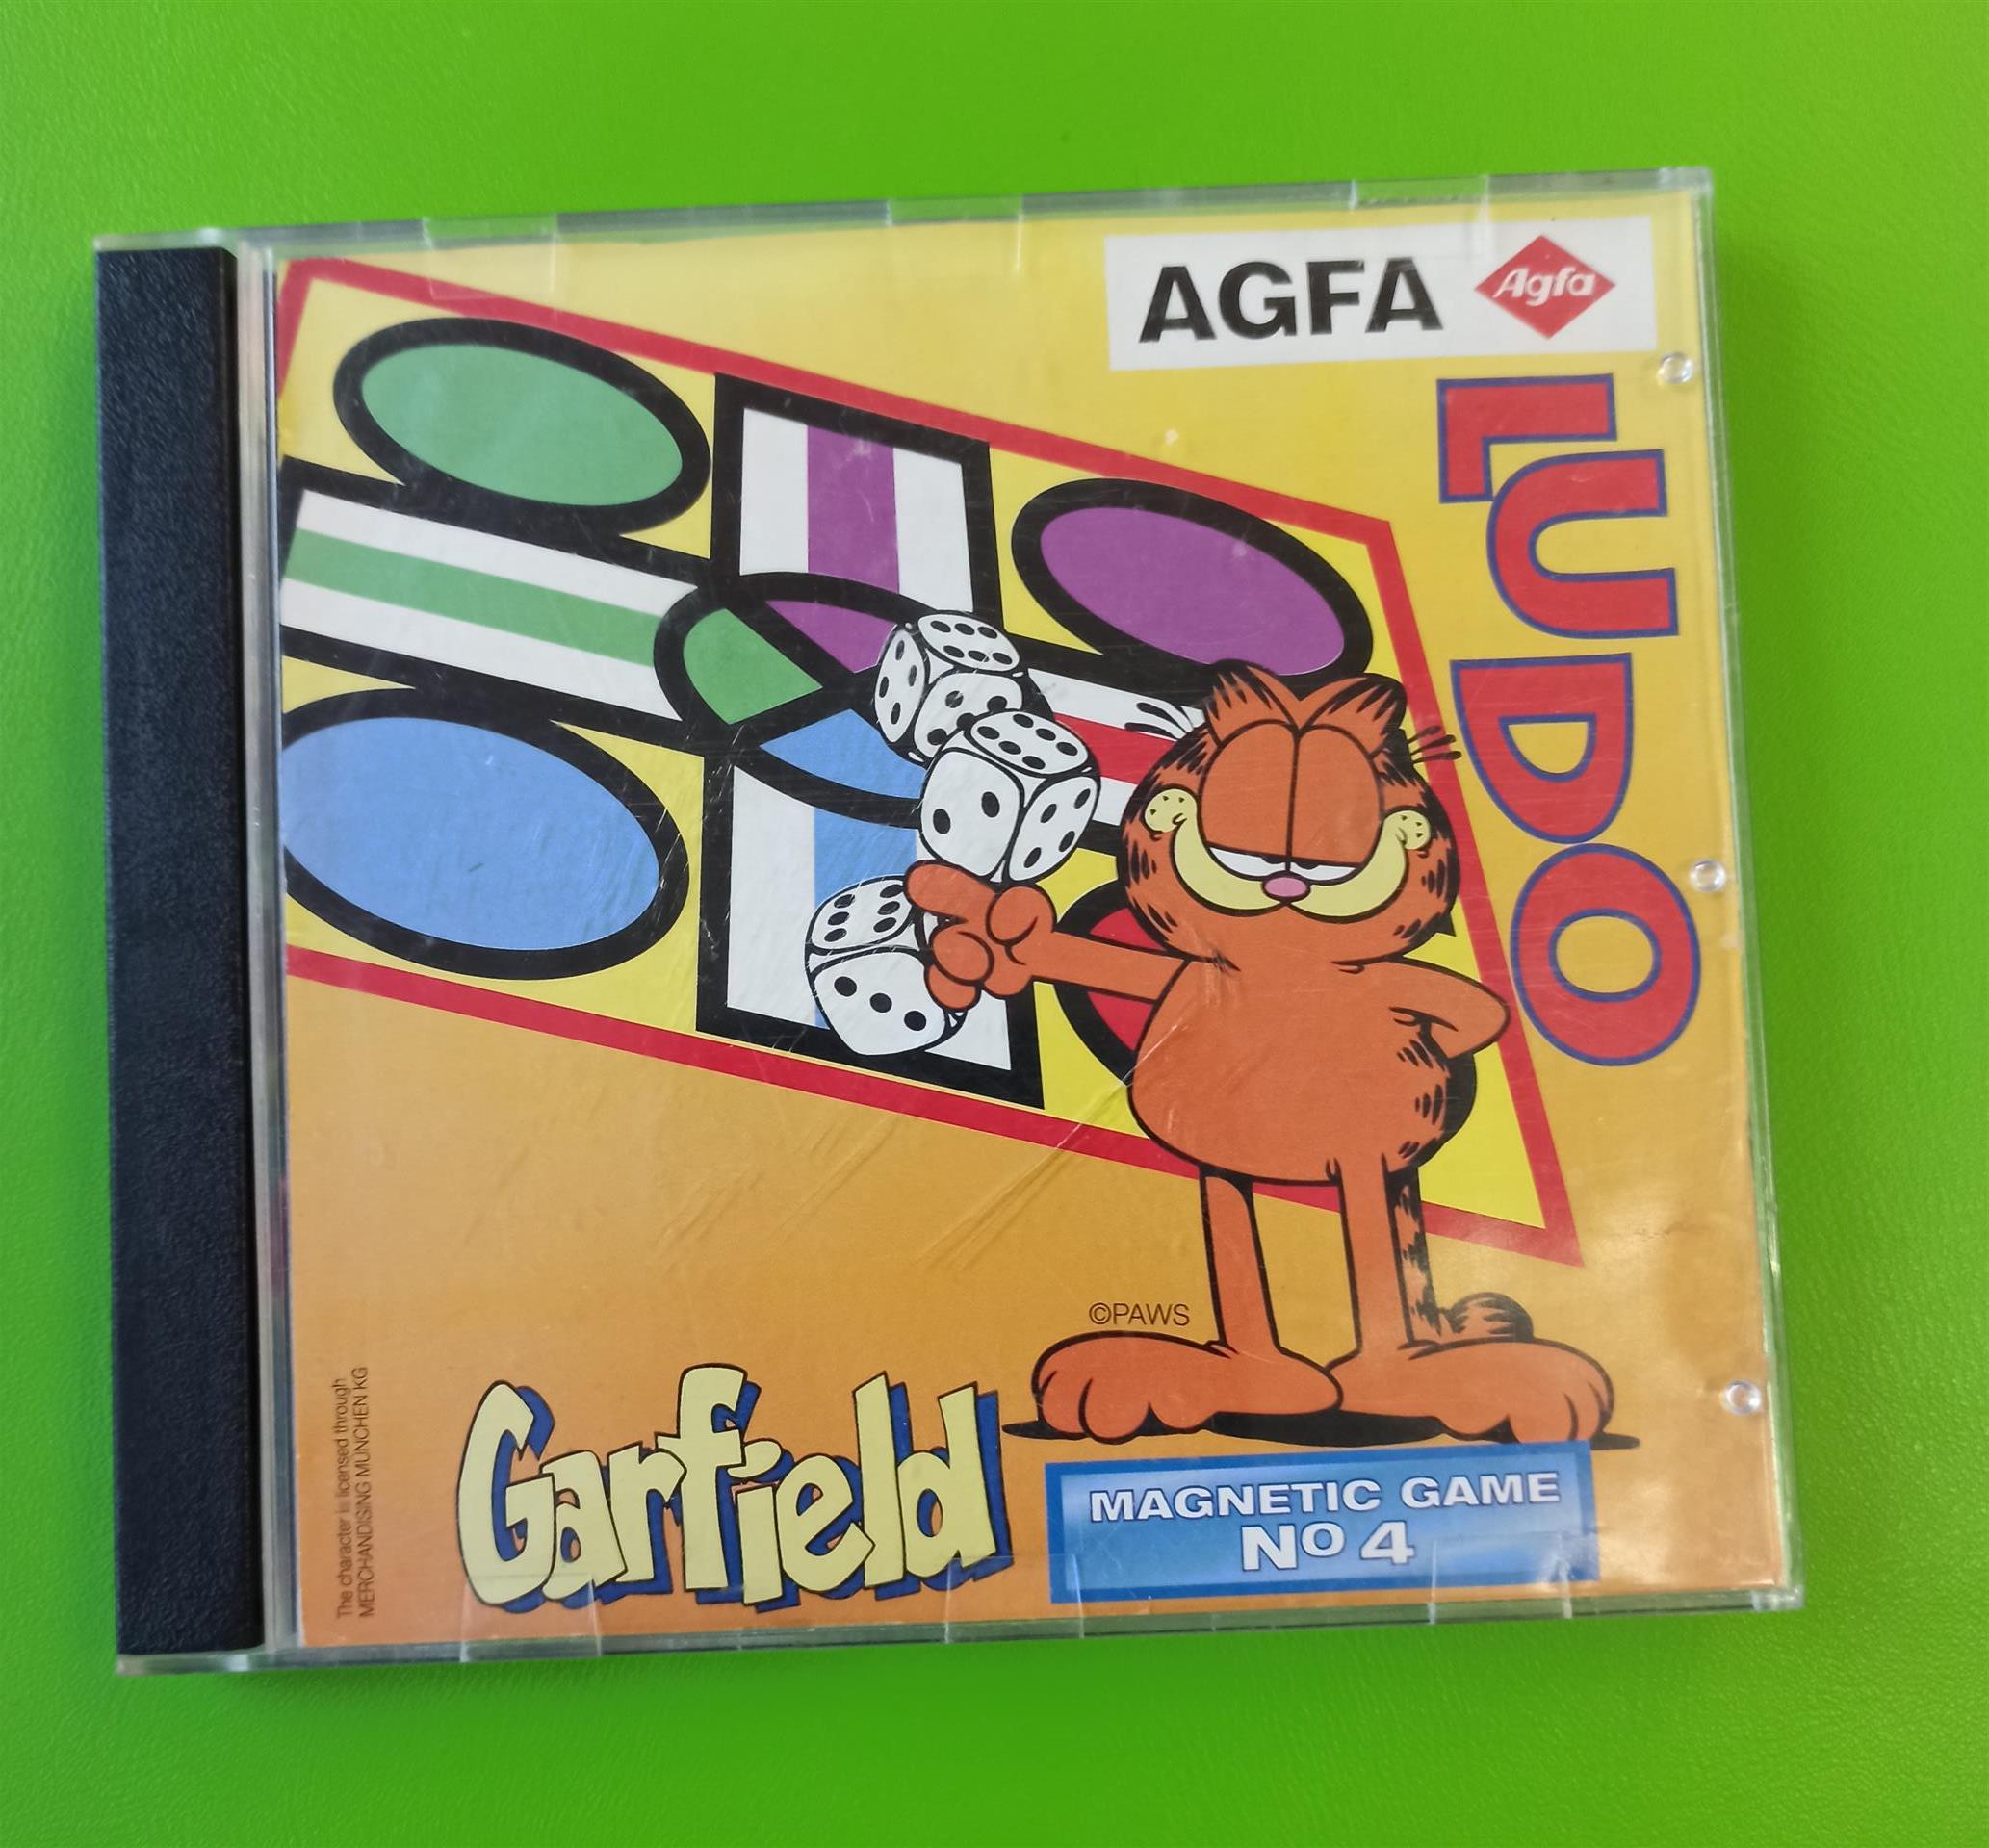 AGFA
Agfa
LUDO
©PAWS
The character is licensed through
MERCHANDISING MÜNCHEN KG
Garfield
MAGNETIC GAME
Nº 4